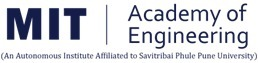 MIT
Academy of
Engineering
(An Autonomous Institute Affiliated to Savitribai Phule Pune University)